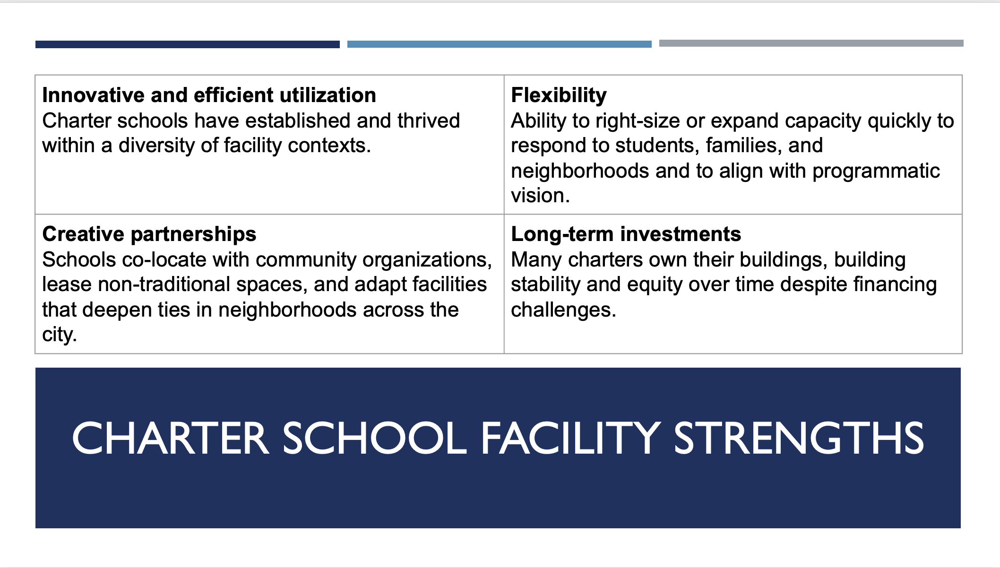 Innovative and efficient utilization
Charter schools have established and thrived
within a diversity of facility contexts.
Flexibility
Ability to right-size or expand capacity quickly to
respond to students, families, and
neighborhoods and to align with programmatic
vision.
Creative partnerships
Schools co-locate with community organizations,
lease non-traditional spaces, and adapt facilities
that deepen ties in neighborhoods across the
city.
Long-term investments
Many charters own their buildings, building
stability and equity over time despite financing
challenges.
CHARTER SCHOOL FACILITY STRENGTHS